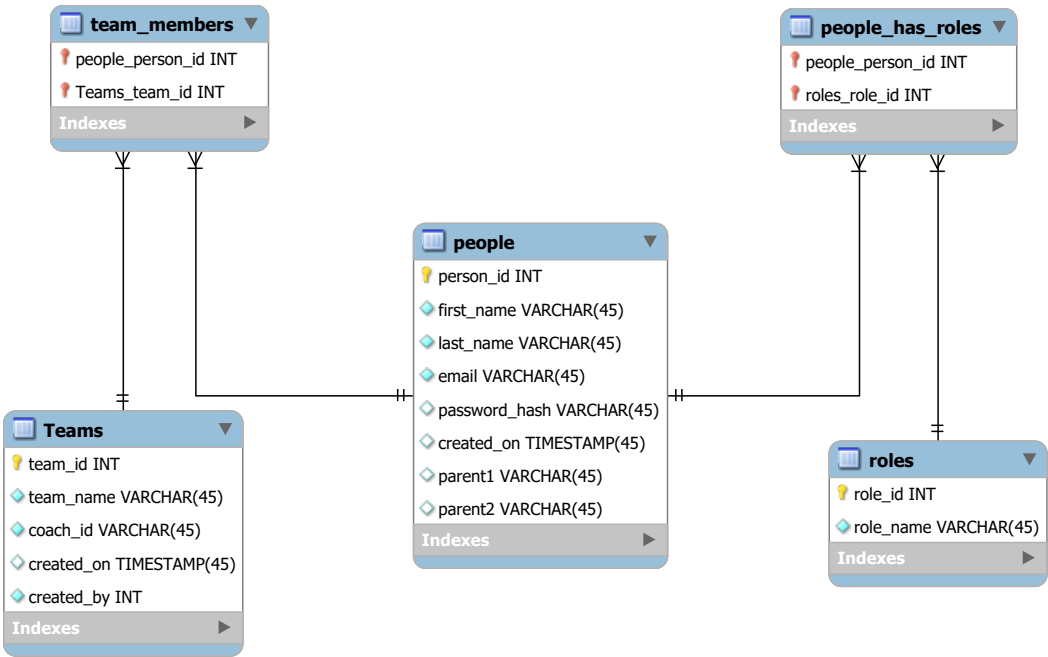 team_members
people_person_id INT
Teams_team_id INT
Indexes
people_has_roles
people_person_id INT
roles_role_id INT
Indexes
people
person_id INT
first_name VARCHAR(45)
last_name VARCHAR(45)
email VARCHAR(45)
password_hash VARCHAR(45)
created_on TIMESTAMP(45)
parent1 VARCHAR(45)
parent2 VARCHAR(45)
Indexes
Teams
team_id INT
team_name VARCHAR(45)
coach_id VARCHAR(45)
created_on TIMESTAMP(45)
created_by INT
Indexes
roles
role_id INT
role_name VARCHAR(45)
Indexes